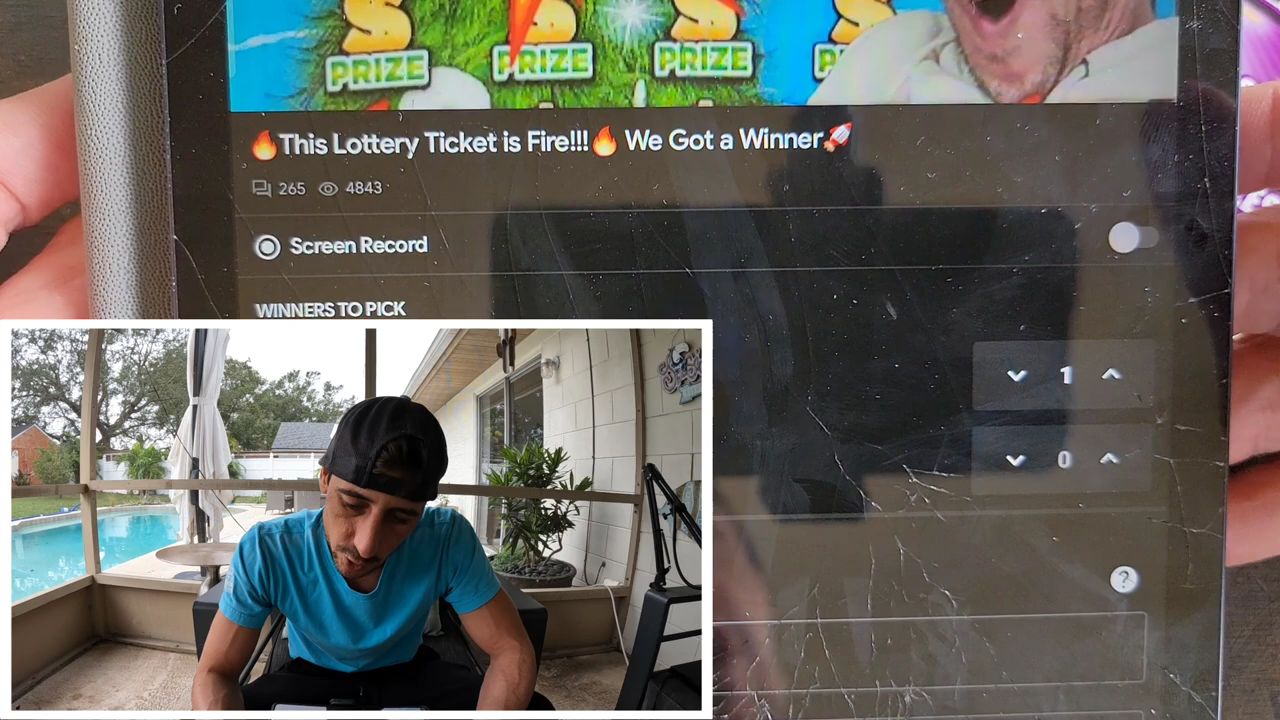 PRIZE PRIZE PRIZE
🔥This Lottery Ticket is Fire!!!🔥 We Got a Winner🚀
265 4843
Screen Record
WINNERS TO PICK
1
0
?